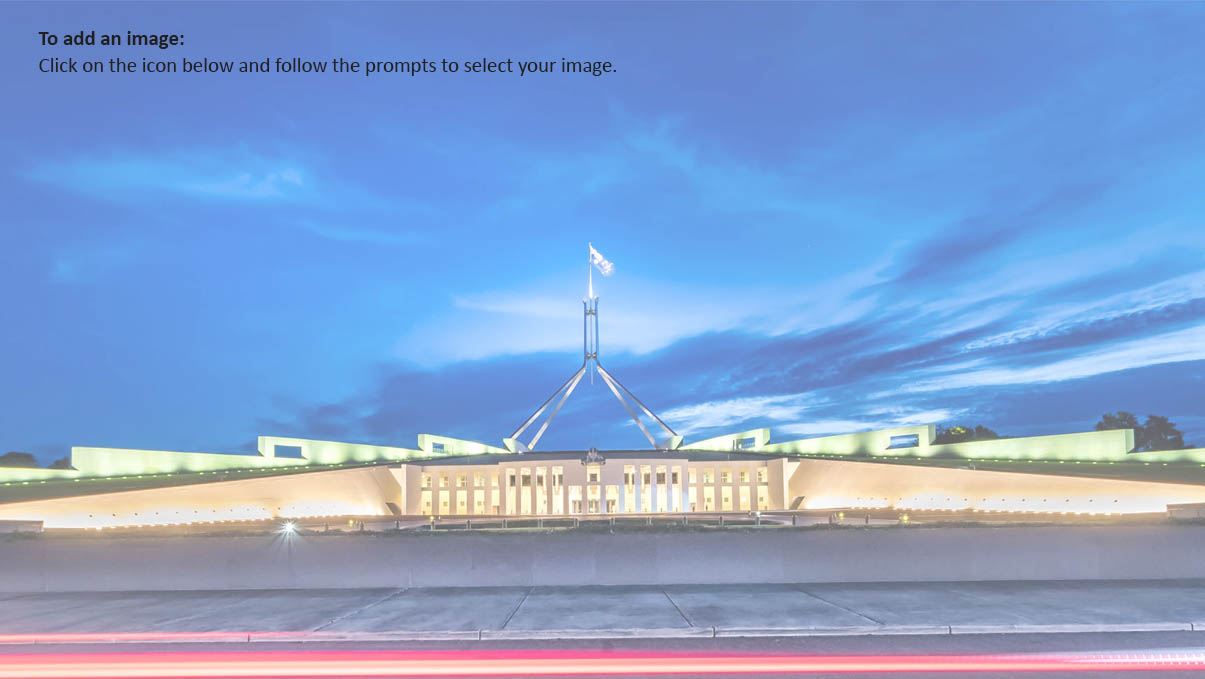 To add an image:
Click on the icon below and follow the prompts to select your image.